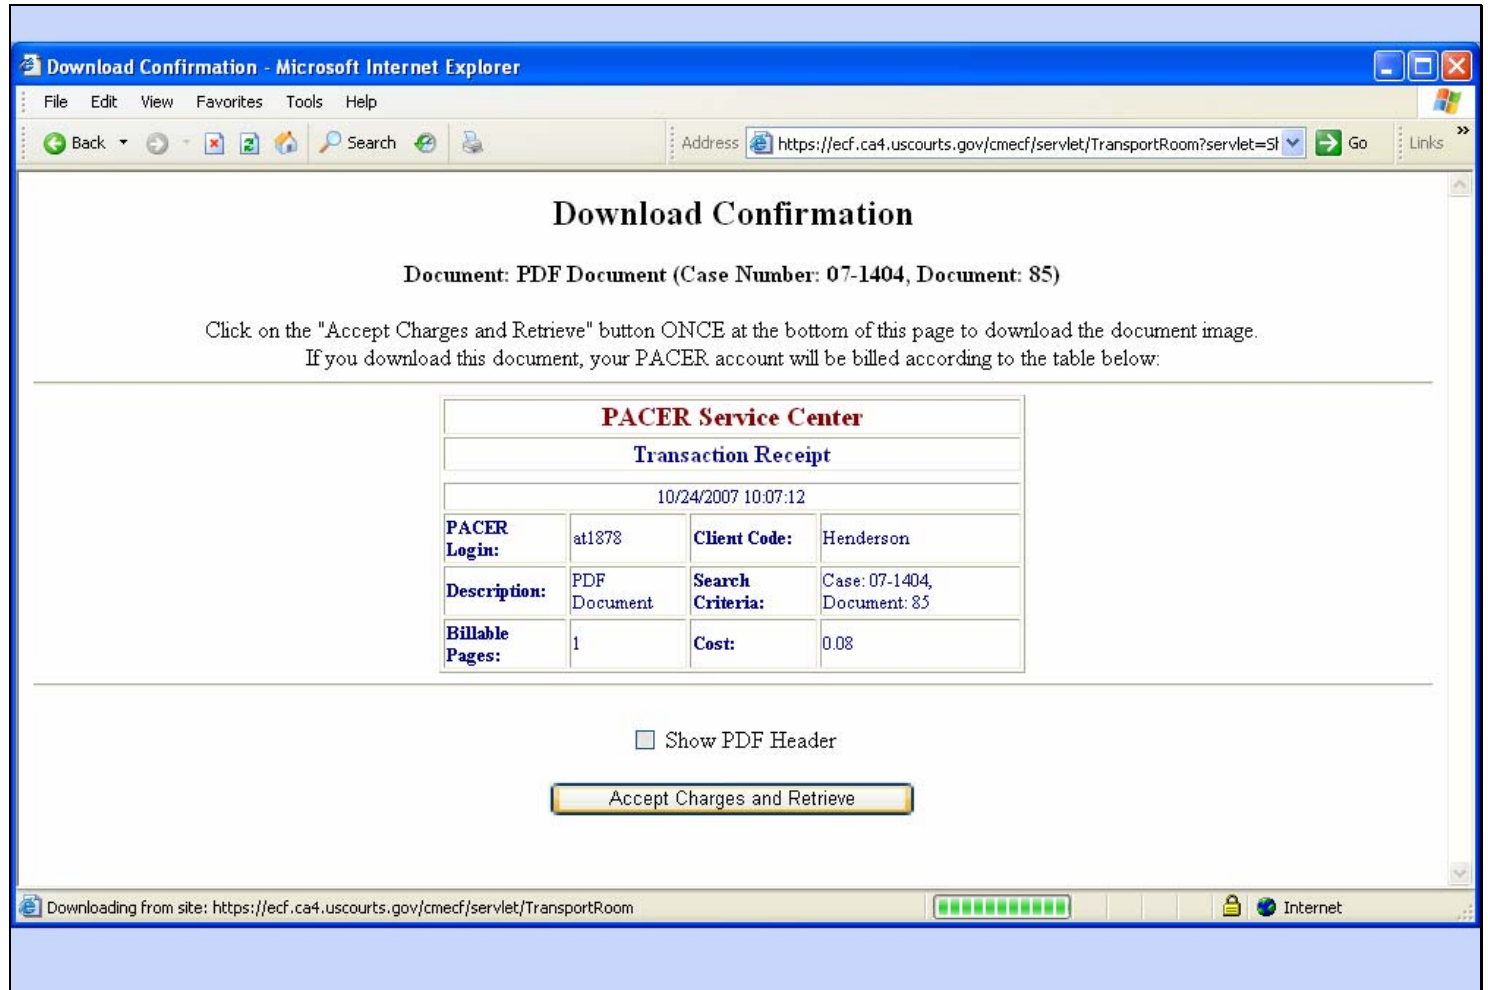 Download Confirmation - Microsoft Internet Explorer
File Edit View Favorites Tools Help
Back Search Address https://ecf.ca4.uscourts.gov/cmecf/servlet/TransportRoom?servlet=Sh Go Links »
Download Confirmation
Document: PDF Document (Case Number: 07-1404, Document: 85)
Click on the "Accept Charges and Retrieve" button ONCE at the bottom of this page to download the document image.
If you download this document, your PACER account will be billed according to the table below:
PACER Service Center
Transaction Receipt
10/24/2007 10:07:12
PACER Login: at1878 Client Code: Henderson
Description: PDF Document Search Criteria: Case: 07-1404, Document: 85
Billable Pages: 1 Cost: 0.08
Show PDF Header
Accept Charges and Retrieve
Downloading from site: https://ecf.ca4.uscourts.gov/cmecf/servlet/TransportRoom Internet